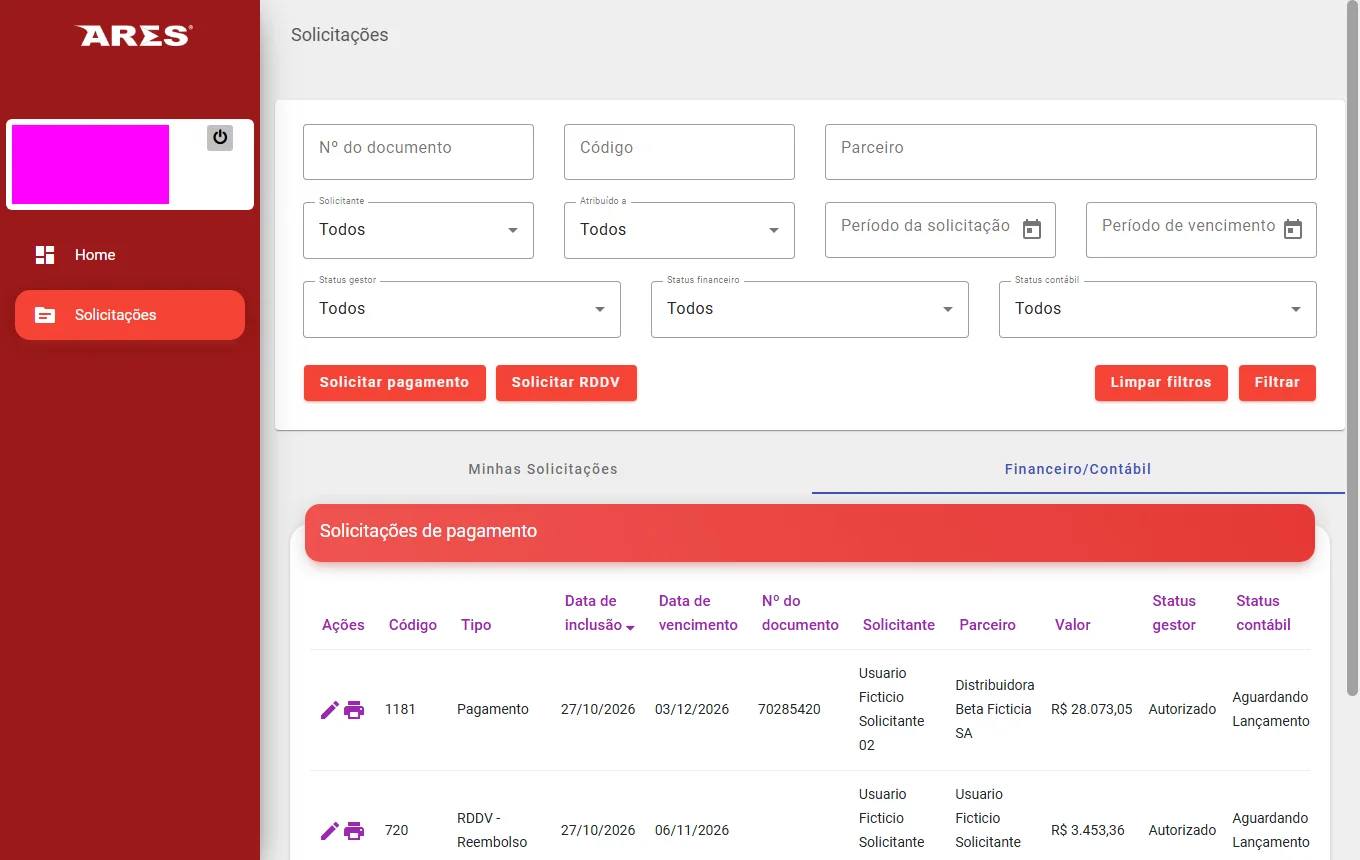 ARES
Solicitações
Nº do documento
Código
Parceiro
Solicitante
Todos
Atribuído a
Todos
Período da solicitação
Período de vencimento
Home
Solicitações
Status gestor
Todos
Status financeiro
Todos
Status contábil
Todos
Solicitar pagamento
Solicitar RDDV
Limpar filtros
Filtrar
Minhas Solicitações
Financeiro/Contábil
Solicitações de pagamento
Ações
Código
Tipo
Data de
inclusão
Data de
vencimento
Nº do
documento
Solicitante
Parceiro
Valor
Status
gestor
Status
contábil
1181
Pagamento
27/10/2026
03/12/2026
70285420
Usuario
Ficticio
Solicitante
02
Distribuidora
Beta Ficticia
SA
R$ 28.073,05
Autorizado
Aguardando
Lançamento
720
RDDV -
Reembolso
27/10/2026
06/11/2026
Usuario
Ficticio
Solicitante
Usuario
Ficticio
Solicitante
R$ 3.453,36
Autorizado
Aguardando
Lançamento